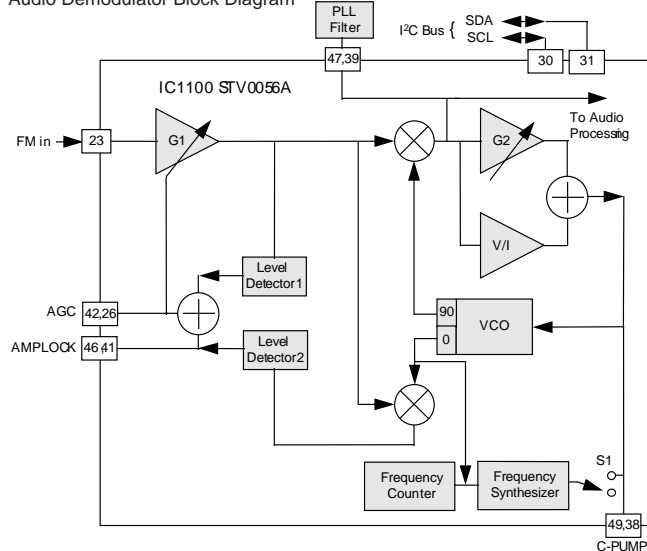 Audio Demodulator Block Diagram
PLL
Filter
I²C Bus { SDA
SCL
47,39
30
31
IC1100 STV0056A
To Audio
Processing
FM in
23
G1
G2
V/I
Level
Detector1
AGC
42,26
AMPLOCK
46,41
Level
Detector2
90
0
VCO
Frequency
Counter
Frequency
Synthesizer
S1
49,38
C-PUMP